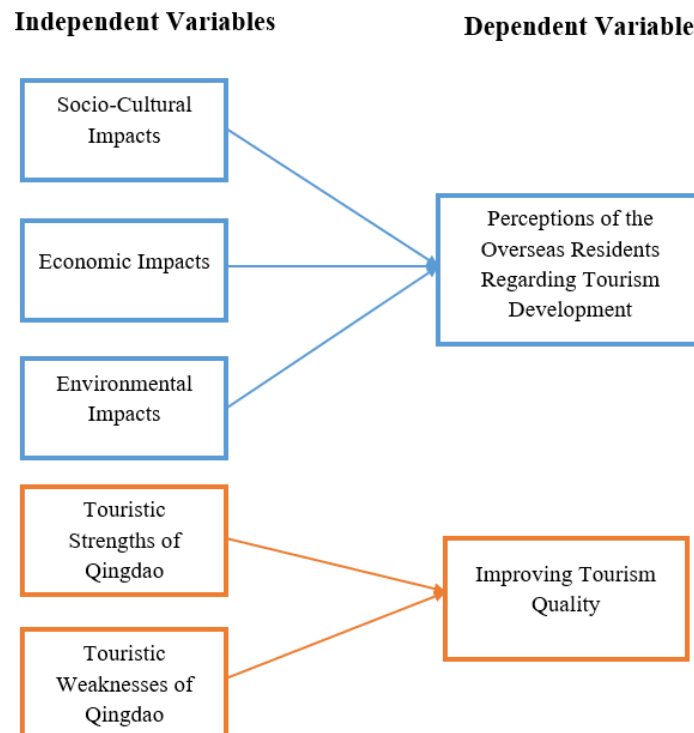 Independent Variables
Dependent Variable
Socio-Cultural
Impacts
Economic Impacts
Environmental
Impacts
Perceptions of the
Overseas Residents
Regarding Tourism
Development
Touristic
Strengths of
Qingdao
Touristic
Weaknesses of
Qingdao
Improving Tourism
Quality